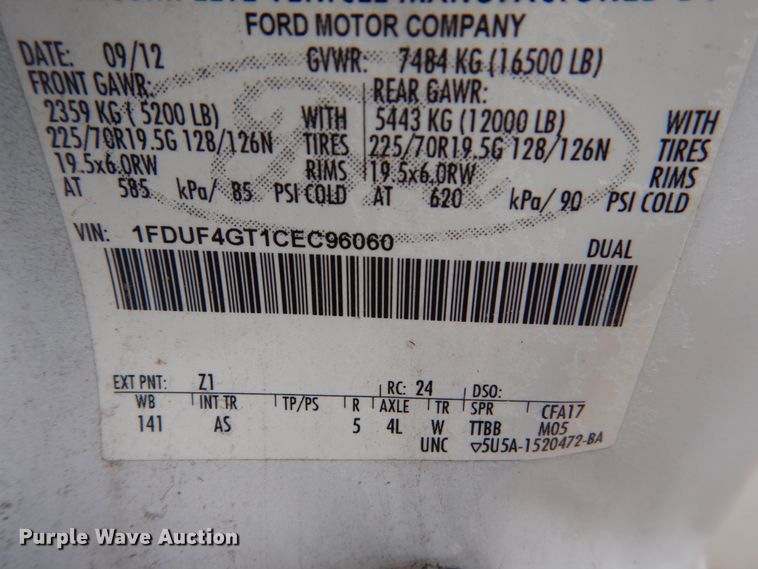 INCOMPLETE VEHICLE MANUFACTURED BY
FORD MOTOR COMPANY
DATE: 09/12 GVWR: 7484 KG (16500 LB)
FRONT GAWR: REAR GAWR:
2359 KG ( 5200 LB) WITH 5443 KG (12000 LB) WITH
225/70R19.5G 128/126N TIRES 225/70R19.5G 128/126N TIRES
19.5x6.0RW RIMS 19.5x6.0RW RIMS
AT 585 kPa/ 85 PSI COLD AT 620 kPa/ 90 PSI COLD
VIN: 1FDUF4GT1CEC96060 DUAL
EXT PNT: Z1 RC: 24 DSO:
WB INT TR TP/PS R AXLE TR SPR CFA17
141 AS 5 4L W TTBB M05
UNC ▽5U5A-1520472-BA
Purple Wave Auction